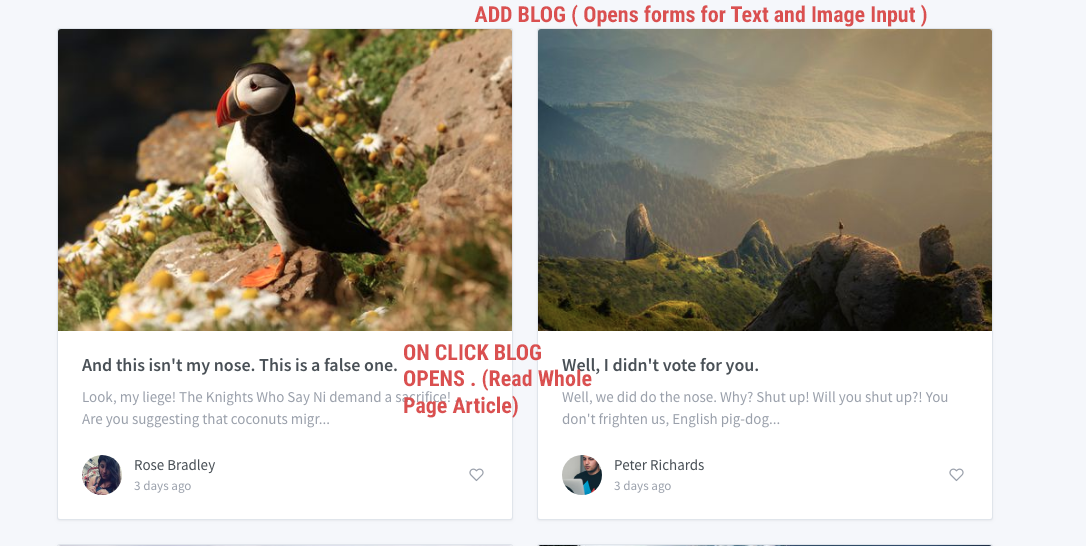 ADD BLOG ( Opens forms for Text and Image Input )
And this isn't my nose. This is a false one.
Look, my liege! The Knights Who Say Ni demand a sacrifice!
Are you suggesting that coconuts migr...
Rose Bradley
3 days ago
ON CLICK BLOG
OPENS . (Read Whole
Page Article)
Well, I didn't vote for you.
Well, we did do the nose. Why? Shut up! Will you shut up?! You
don't frighten us, English pig-dog...
Peter Richards
3 days ago